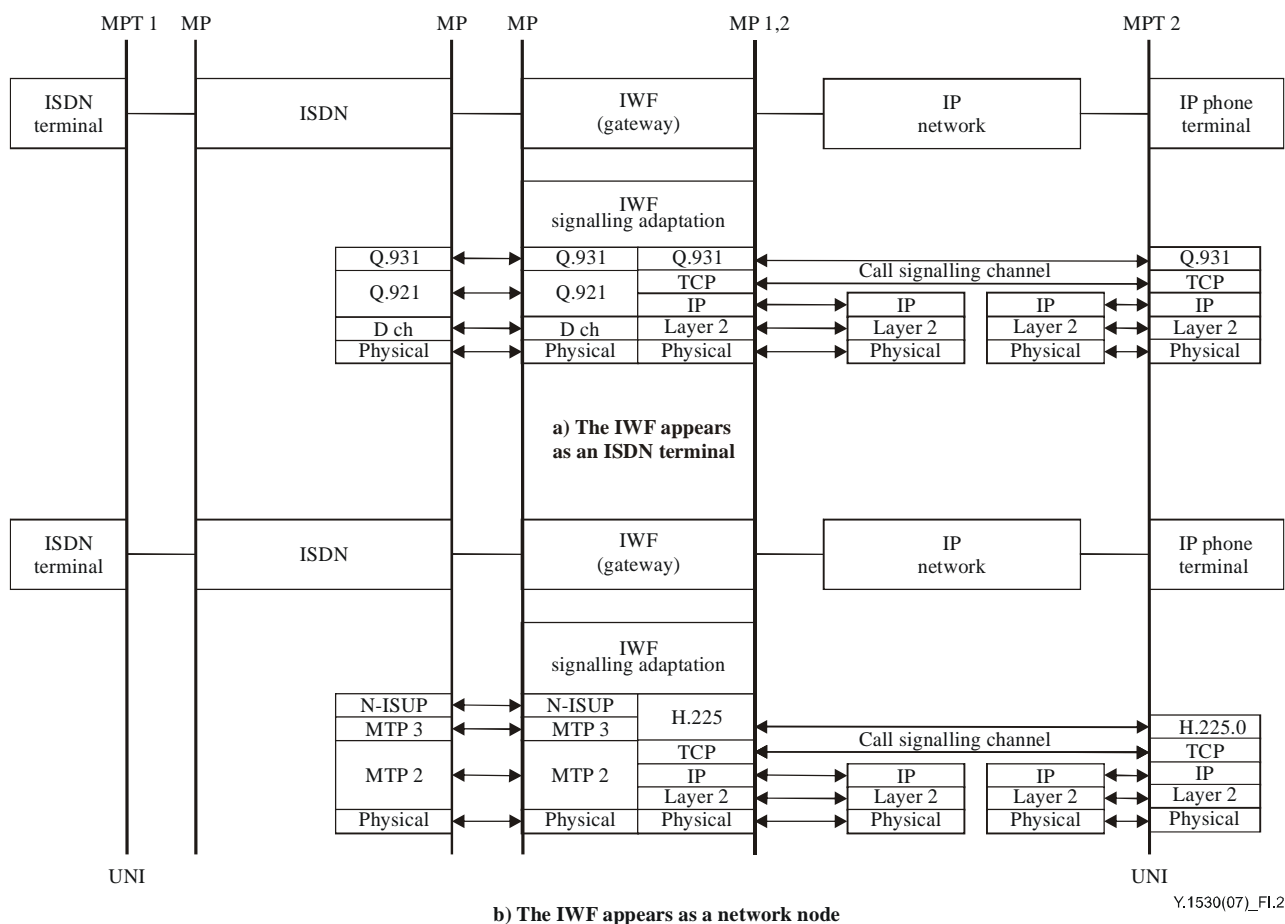 MPT 1 MP MP MP MP 1,2 MPT 2
ISDN terminal ISDN IWF (gateway) IP network IP phone terminal
IWF
signalling adaptation
Q.931 Q.931 Q.931 Q.931
Call signalling channel
Q.921 Q.921 TCP TCP
IP IP IP IP
D ch D ch Layer 2 Layer 2 Layer 2 Layer 2
Physical Physical Physical Physical Physical Physical
a) The IWF appears
as an ISDN terminal
ISDN terminal ISDN IWF (gateway) IP network IP phone terminal
IWF
signalling adaptation
N-ISUP N-ISUP H.225
MTP 3 MTP 3 H.225.0
Call signalling channel
MTP 2 MTP 2 TCP TCP
IP IP IP IP
Layer 2 Layer 2 Layer 2 Layer 2
Physical Physical Physical Physical Physical Physical
UNI UNI
Y.1530(07)_FI.2
b) The IWF appears as a network node